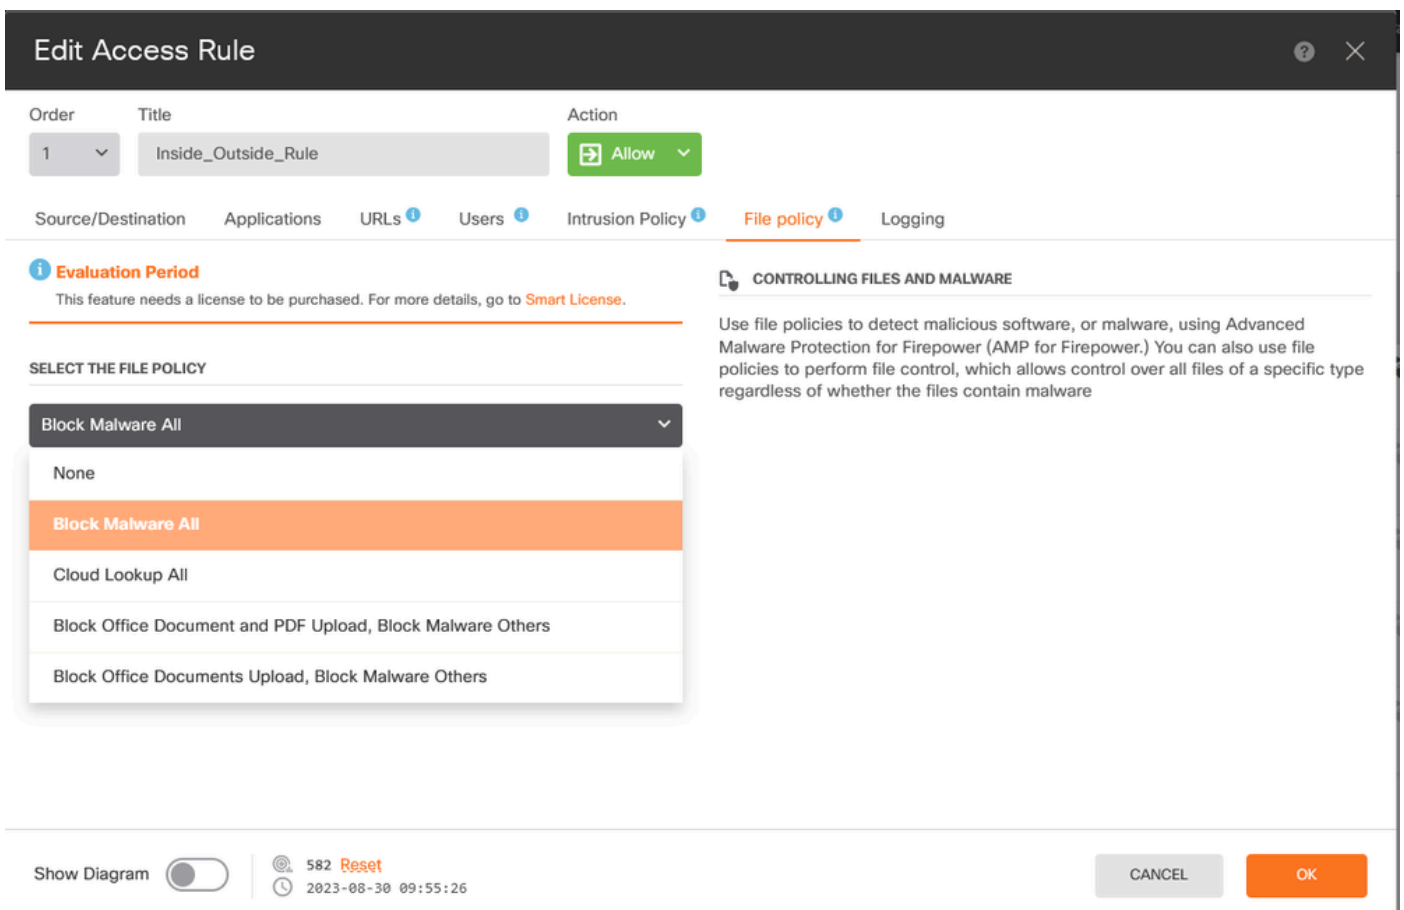 Edit Access Rule
Order Title Action
1 Inside_Outside_Rule Allow
Source/Destination Applications URLs Users Intrusion Policy File policy Logging
Evaluation Period
This feature needs a license to be purchased. For more details, go to Smart License.
SELECT THE FILE POLICY
Block Malware All
None
Block Malware All
Cloud Lookup All
Block Office Document and PDF Upload, Block Malware Others
Block Office Documents Upload, Block Malware Others
CONTROLLING FILES AND MALWARE
Use file policies to detect malicious software, or malware, using Advanced
Malware Protection for Firepower (AMP for Firepower.) You can also use file
policies to perform file control, which allows control over all files of a specific type
regardless of whether the files contain malware
Show Diagram
582 Reset
2023-08-30 09:55:26
CANCEL OK